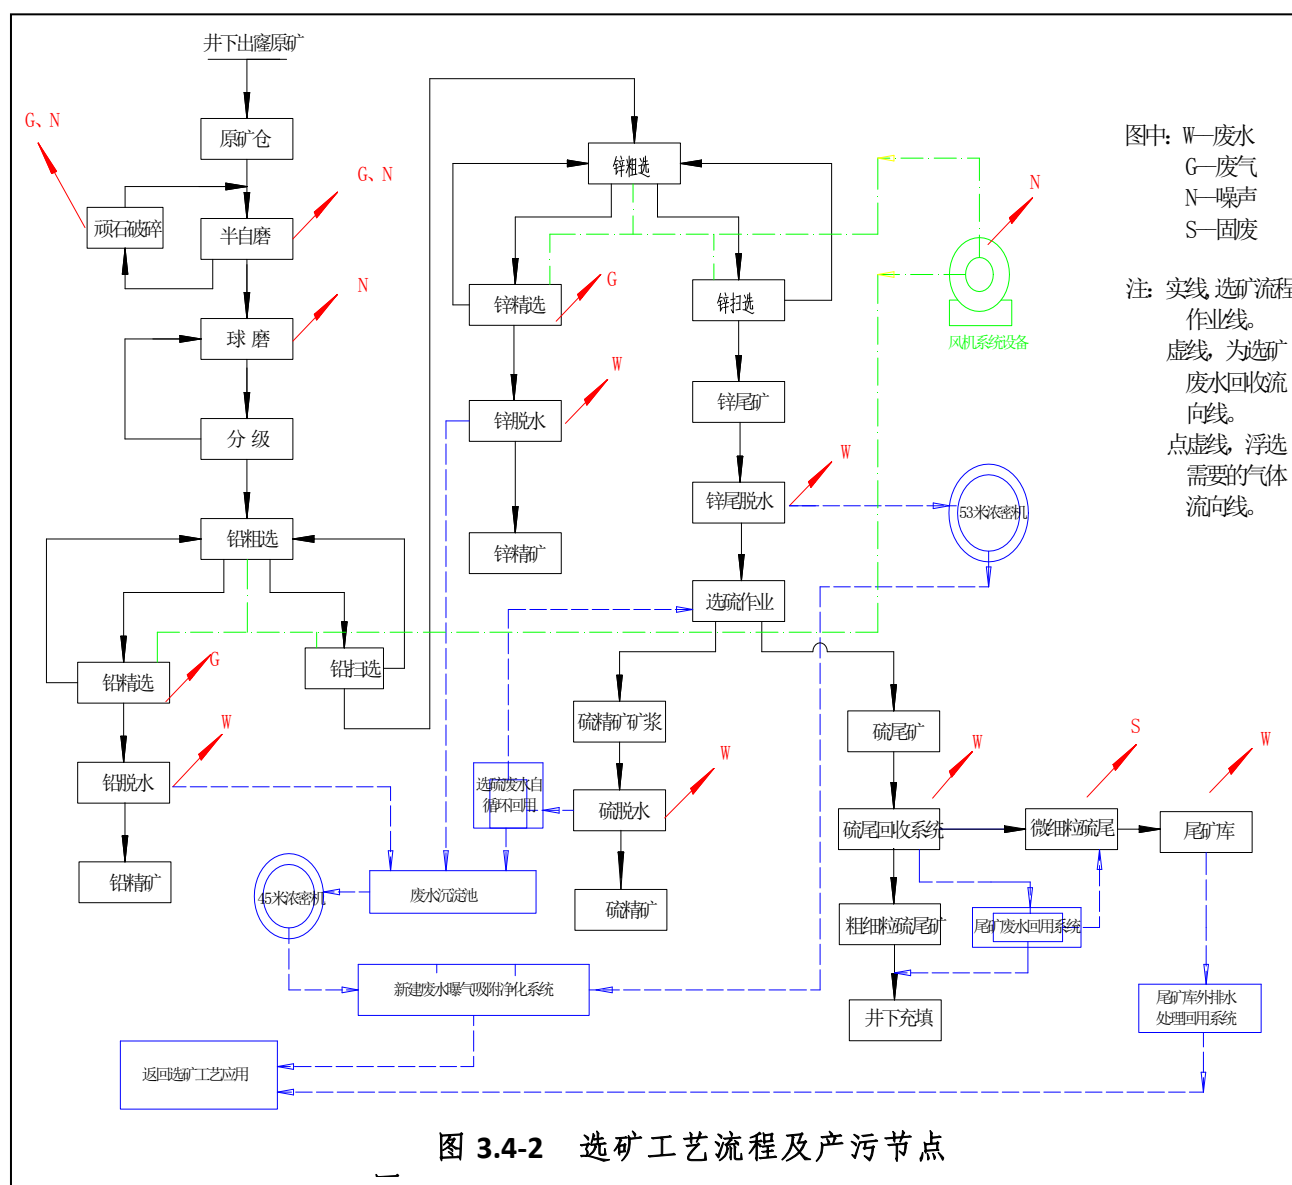 井下出窿原矿
原矿仓
G、N
顽石破碎
半自磨
G、N
球 磨
N
分 级
铅粗选
铅精选
G
铅扫选
铅脱水
W
铅精矿
锌粗选
锌精选
G
锌扫选
锌脱水
W
锌尾矿
锌精矿
锌尾脱水
W
53米浓密机
选硫作业
N
风机系统设备
图中：W—废水
G—废气
N—噪声
S—固废
注：实线,选矿流程
作业线。
虚线，为选矿
废水回收流
向线。
点虚线，浮选
需要的气体
流向线。
硫精矿矿浆
硫尾矿
选硫废水自
循环回用
硫脱水
W
硫尾回收系统
W
微细粒硫尾
S
尾矿库
W
45米浓密机
废水沉淀池
硫精矿
粗细粒硫尾矿
尾矿废水回用系统
新建废水曝气吸附净化系统
井下充填
尾矿库外排水
处理回用系统
返回选矿工艺应用
图 3.4-2 选矿工艺流程及产污节点